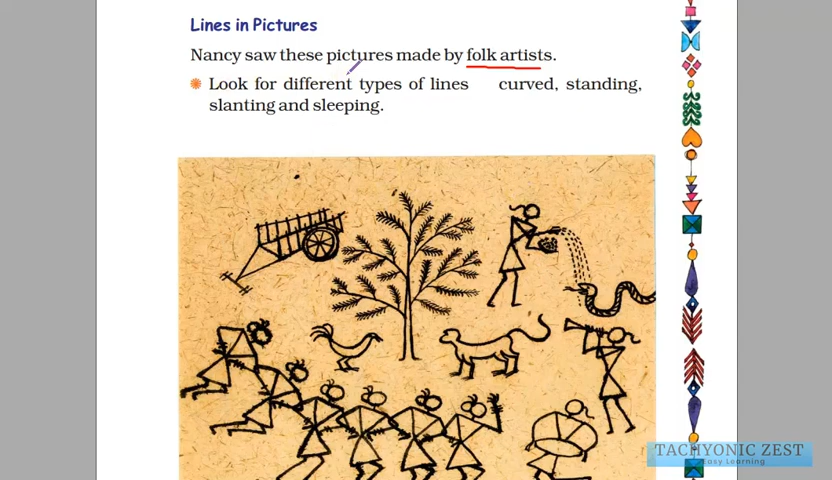 Lines in Pictures
Nancy saw these pictures made by folk artists.
Look for different types of lines curved, standing,
slanting and sleeping.
TACHYONIC ZEST
Easy Learning